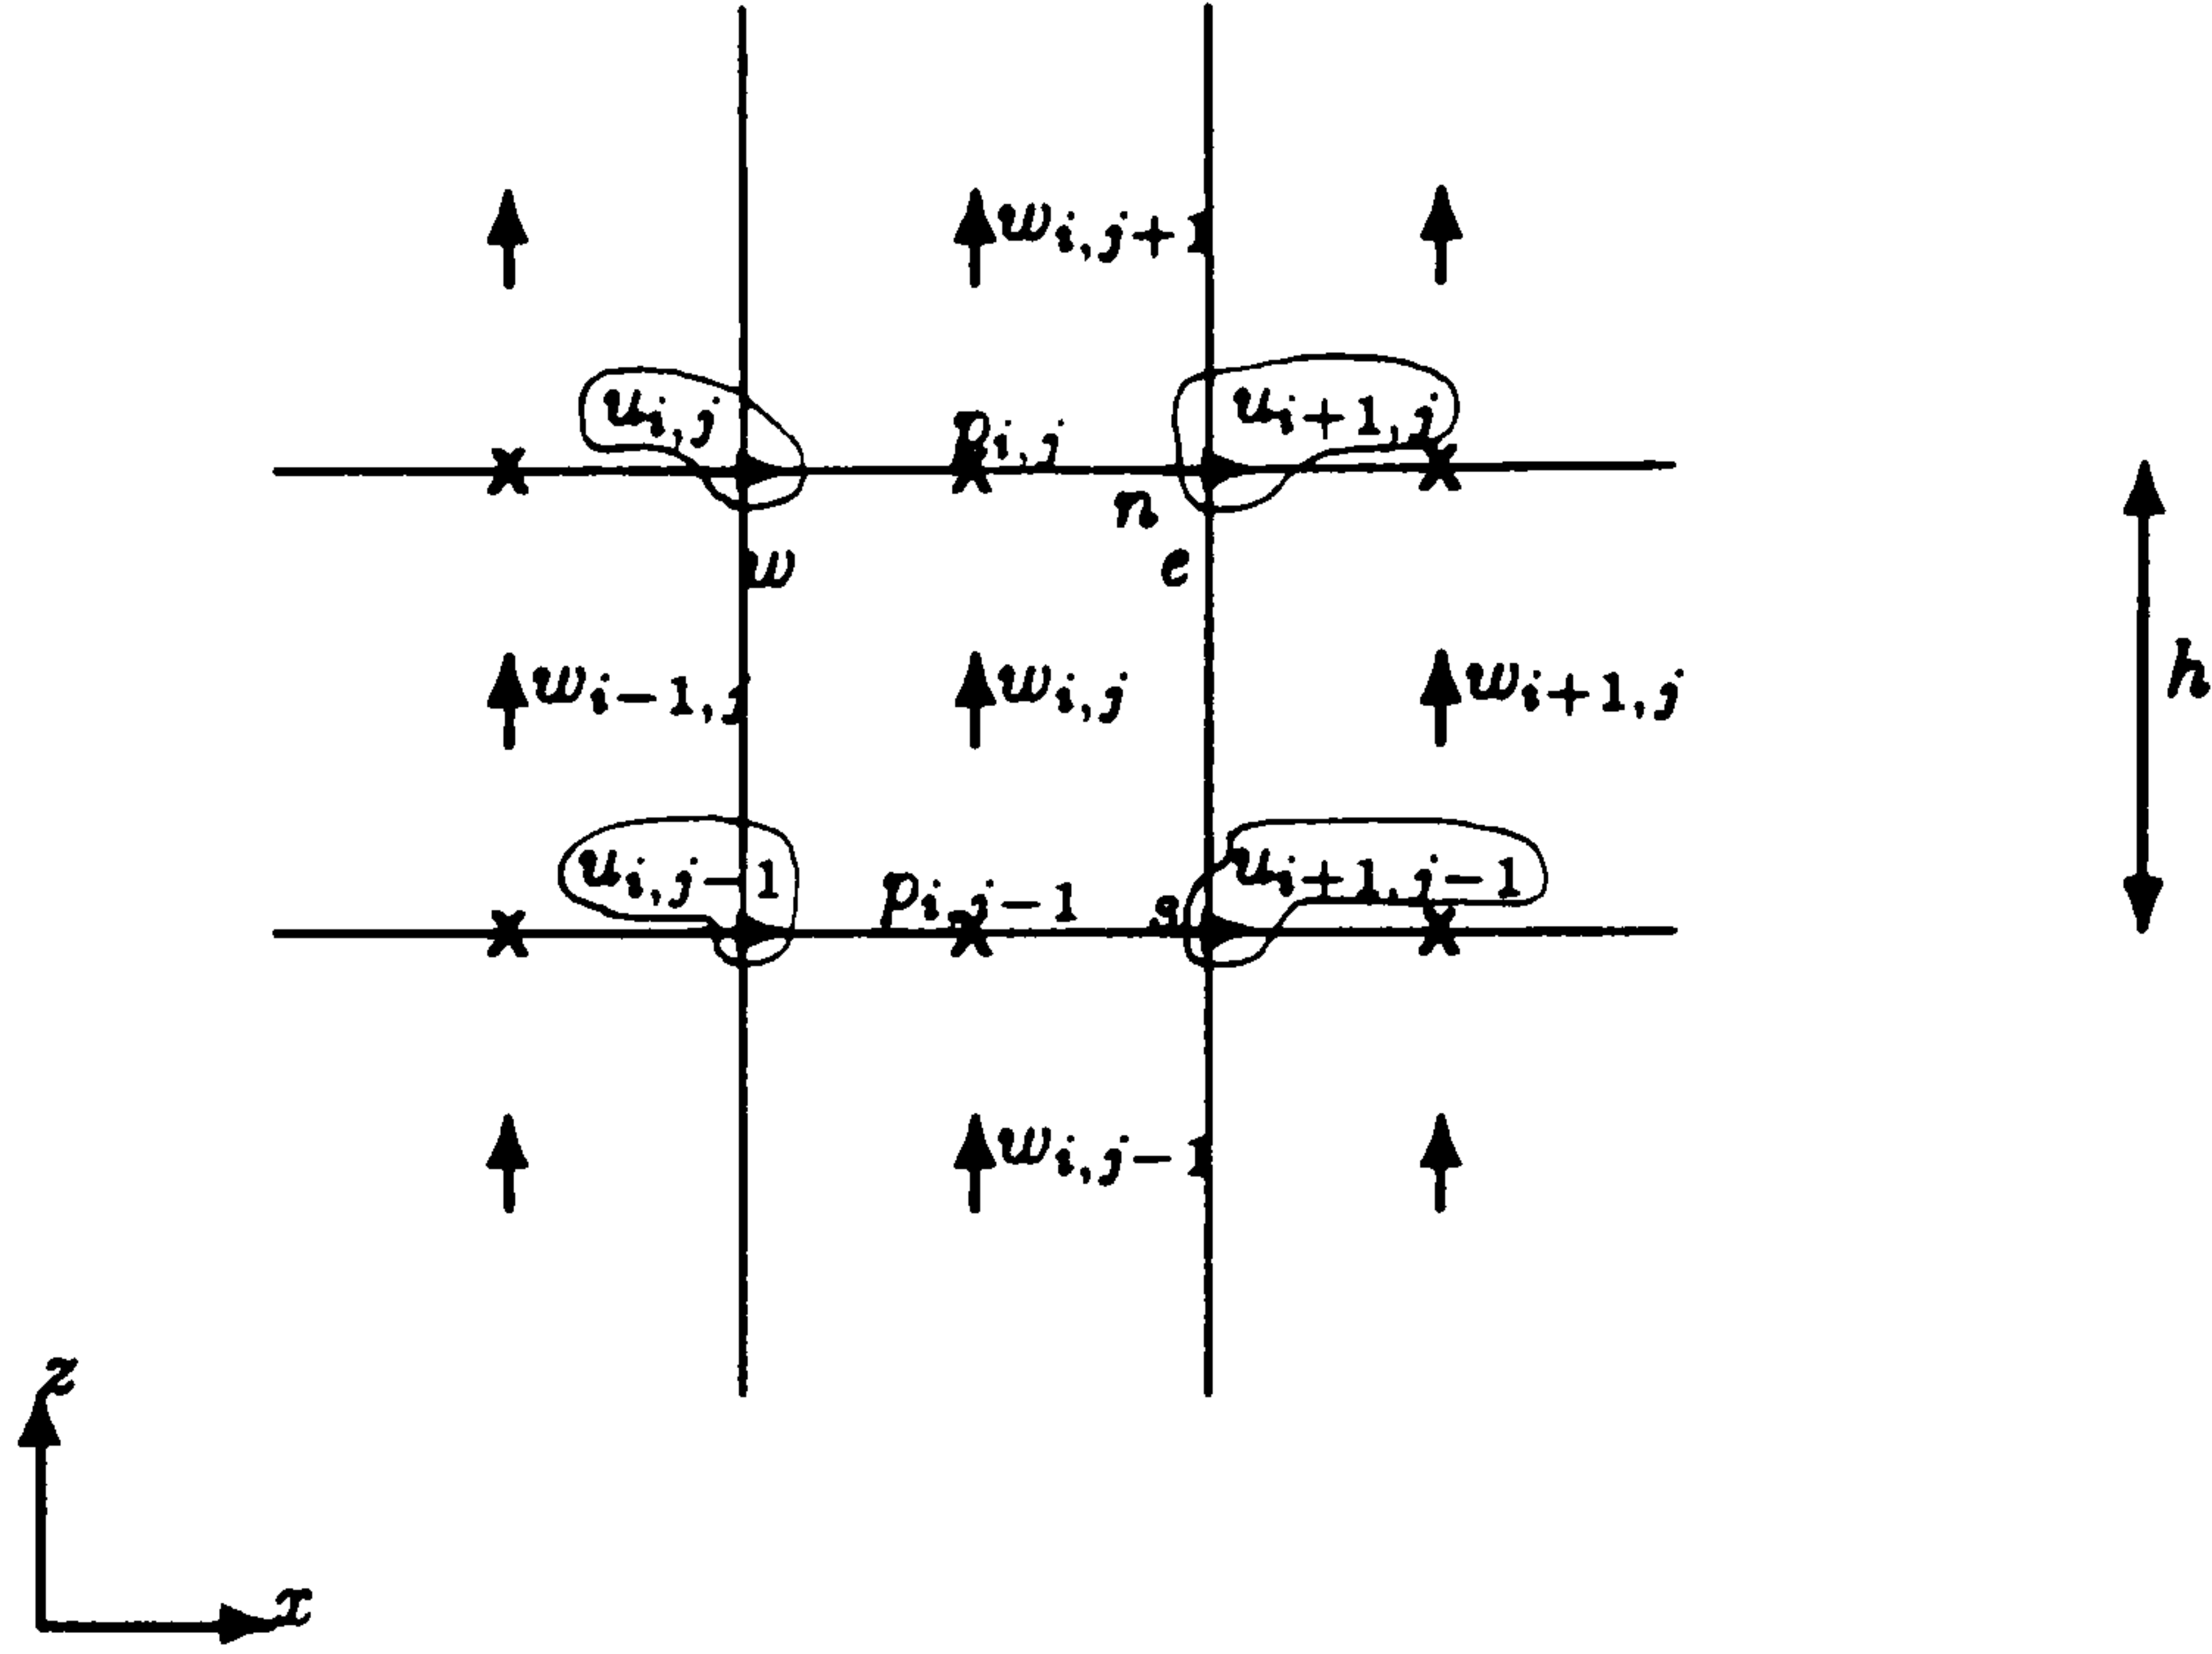 w_{i,j+1}
u_{i,j} p_{i,j} u_{i+1,j}
n
w e
w_{i-1,j} w_{i,j} w_{i+1,j} h
u_{i,j-1} p_{i,j-1} s u_{i+1,j-1}
w_{i,j-1}
z
x